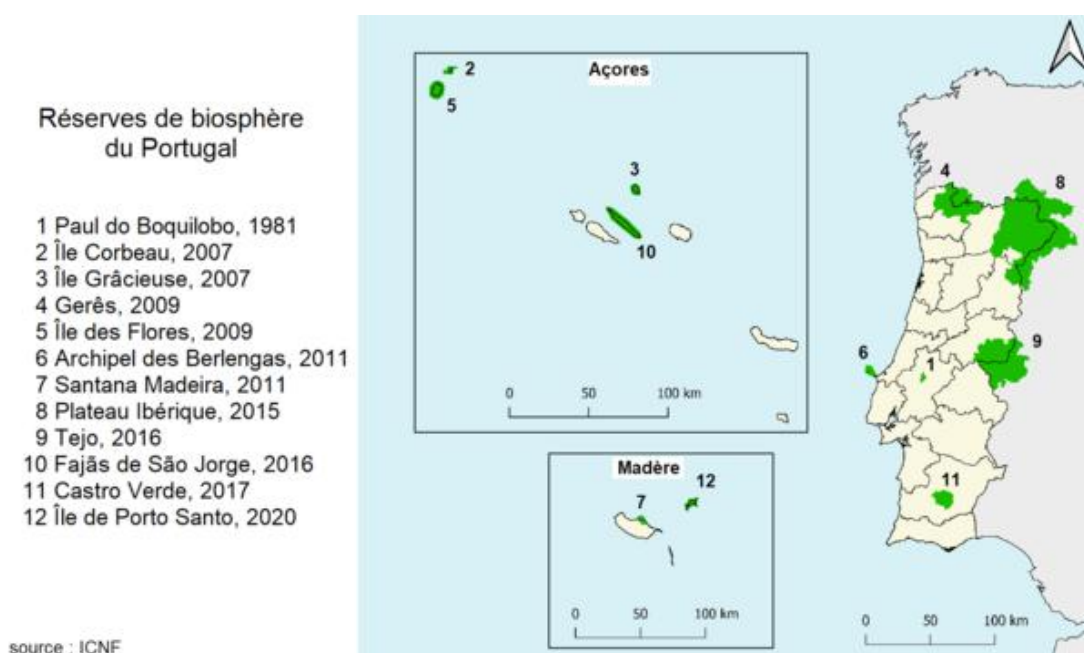 Réserves de biosphère
du Portugal
1 Paul do Boquilobo, 1981
2 Île Corbeau, 2007
3 Île Grâcieuse, 2007
4 Gerês, 2009
5 Île des Flores, 2009
6 Archipel des Berlengas, 2011
7 Santana Madeira, 2011
8 Plateau Ibérique, 2015
9 Tejo, 2016
10 Fajãs de São Jorge, 2016
11 Castro Verde, 2017
12 Île de Porto Santo, 2020
source : ICNF
Açores
2
5
3
10
0 50 100 km
Madère
12
7
0 50 100 km
4
8
9
6
1
11
0 50 100 km